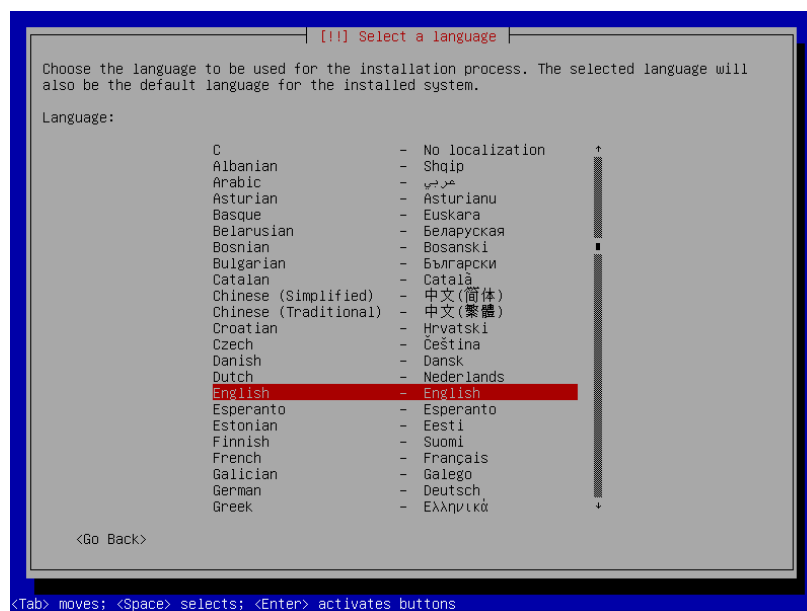 [!!] Select a language
Choose the language to be used for the installation process. The selected language will
also be the default language for the installed system.
Language:
C - No localization
Albanian - Shqip
Arabic - عربي
Asturian - Asturianu
Basque - Euskara
Belarusian - Беларуская
Bosnian - Bosanski
Bulgarian - Български
Catalan - Català
Chinese (Simplified) - 中文(简体)
Chinese (Traditional) - 中文(繁體)
Croatian - Hrvatski
Czech - Čeština
Danish - Dansk
Dutch - Nederlands
English - English
Esperanto - Esperanto
Estonian - Eesti
Finnish - Suomi
French - Français
Galician - Galego
German - Deutsch
Greek - Ελληνικά
<Go Back>
<Tab> moves; <Space> selects; <Enter> activates buttons